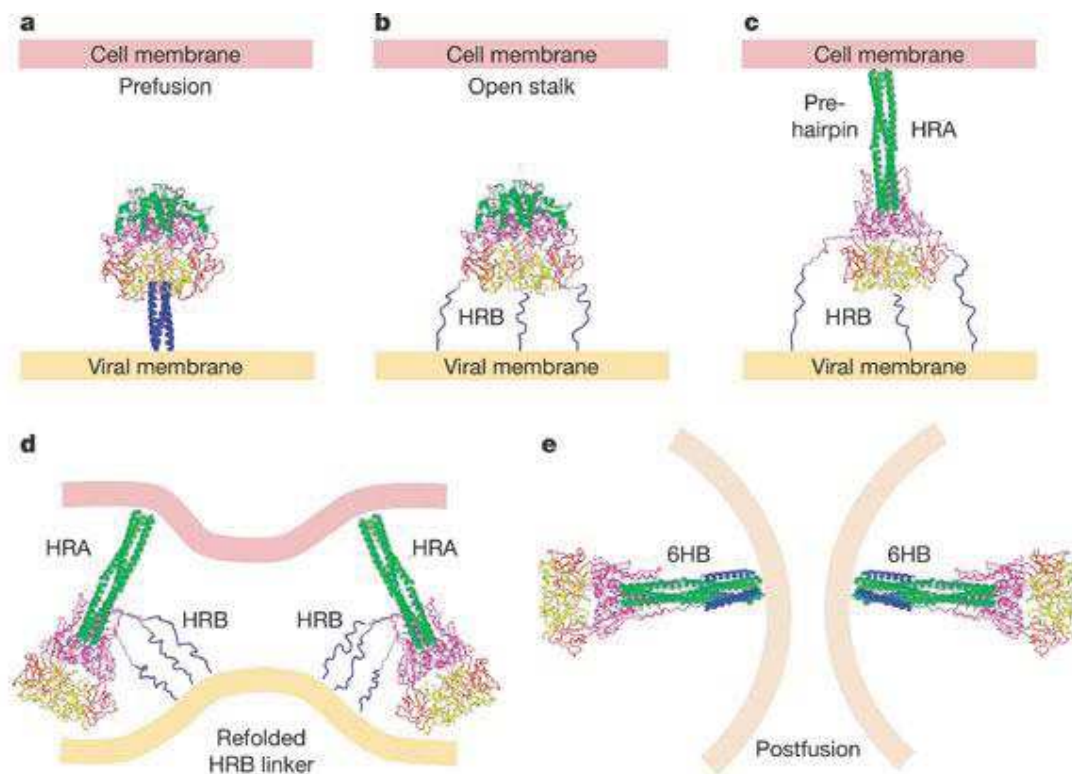 a
Cell membrane
Prefusion
Viral membrane
b
Cell membrane
Open stalk
HRB
Viral membrane
c
Cell membrane
Pre-
hairpin
HRA
HRB
Viral membrane
d
HRA
HRA
HRB
HRB
Refolded
HRB linker
e
6HB
6HB
Postfusion